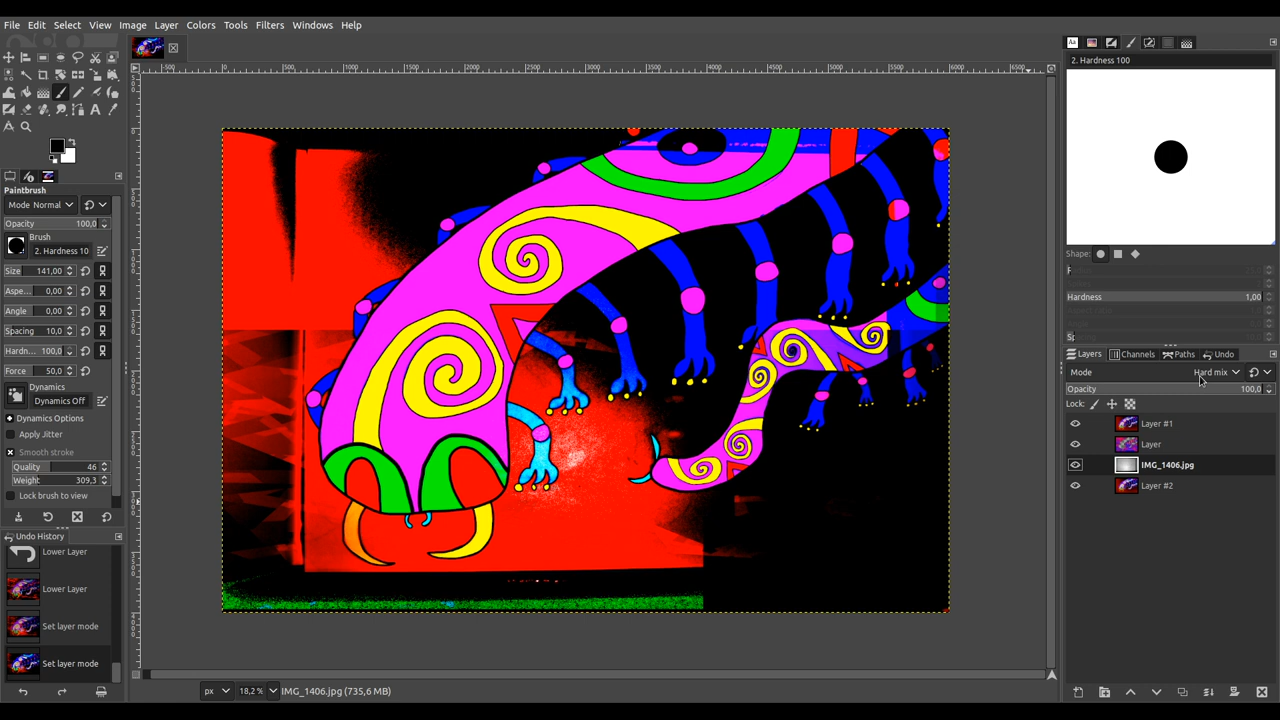 File Edit Select View Image Layer Colors Tools Filters Windows Help
2. Hardness 100
Paintbrush
Mode Normal
Opacity 100,0
Brush
2. Hardness 10
Size 141,00
Aspe... 0,00
Angle 0,00
Spacing 10,0
Hardn... 100,0
Force 50,0
Dynamics
Dynamics Off
Dynamics Options
Apply Jitter
Smooth stroke
Quality 46
Weight 309,3
Lock brush to view
Undo History
Lower Layer
Lower Layer
Set layer mode
Set layer mode
px 18,2 % IMG_1406.jpg (735,6 MB)
Shape:
Hardness 1,00
Layers Channels Paths Undo
Mode Hard mix
Opacity 100,0
Lock:
Layer #1
Layer
IMG_1406.jpg
Layer #2